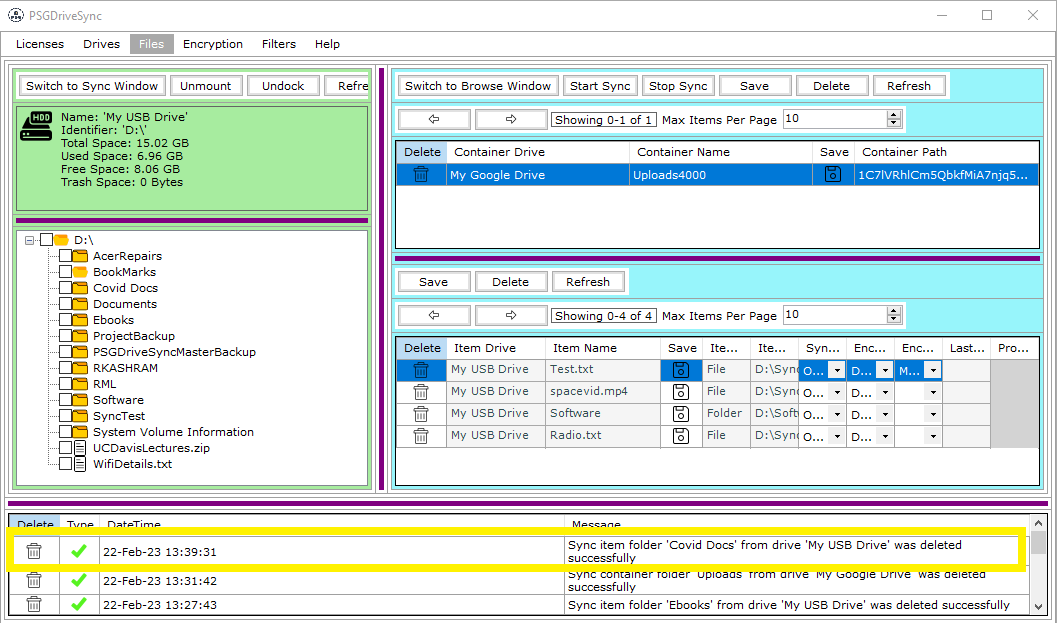 PSGDriveSync
Licenses Drives Files Encryption Filters Help
Switch to Sync Window Unmount Undock Refre
HDD
Name: 'My USB Drive'
Identifier: 'D:\'
Total Space: 15.02 GB
Used Space: 6.96 GB
Free Space: 8.06 GB
Trash Space: 0 Bytes
D:\
AcerRepairs
BookMarks
Covid Docs
Documents
Ebooks
ProjectBackup
PSGDriveSyncMasterBackup
RKASHRAM
RML
Software
SyncTest
System Volume Information
UCDavisLectures.zip
WifiDetails.txt
Switch to Browse Window Start Sync Stop Sync Save Delete Refresh
Showing 0-1 of 1 Max Items Per Page 10
Delete Container Drive Container Name Save Container Path
My Google Drive Uploads4000 1C7lVRhlCm5QbkfMiA7njq5...
Save Delete Refresh
Showing 0-4 of 4 Max Items Per Page 10
Delete Item Drive Item Name Save Ite... Ite... Syn... Enc... Enc... Last... Pro...
My USB Drive Test.txt File D:\Sync O... D... M...
My USB Drive spacevid.mp4 File D:\Sync O... D...
My USB Drive Software Folder D:\Soft O... D...
My USB Drive Radio.txt File D:\Sync O... D...
Delete Type DateTime Message
22-Feb-23 13:39:31 Sync item folder 'Covid Docs' from drive 'My USB Drive' was deleted
successfully
22-Feb-23 13:31:42 Sync container folder 'Uploads' from drive 'My Google Drive' was deleted
successfully
22-Feb-23 13:27:43 Sync item folder 'Ebooks' from drive 'My USB Drive' was deleted successfully